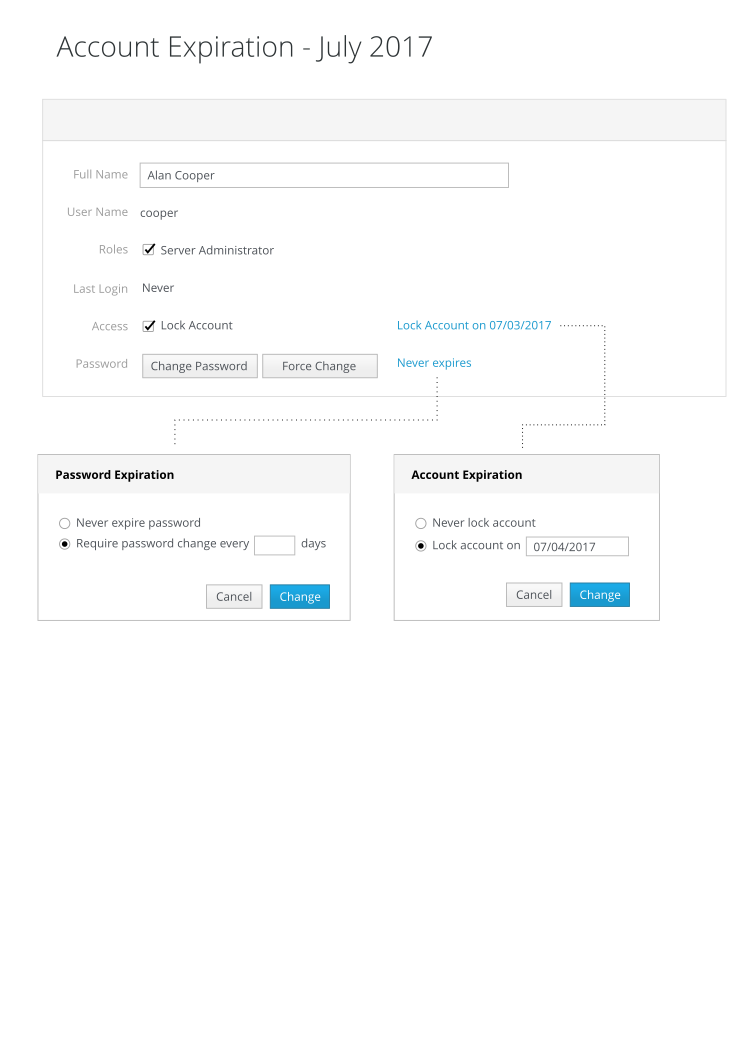 Account Expiration - July 2017
Full Name Alan Cooper
User Name cooper
Roles Server Administrator
Last Login Never
Access Lock Account Lock Account on 07/03/2017
Password Change Password Force Change Never expires
Password Expiration
Never expire password
Require password change every days
Cancel Change
Account Expiration
Never lock account
Lock account on 07/04/2017
Cancel Change